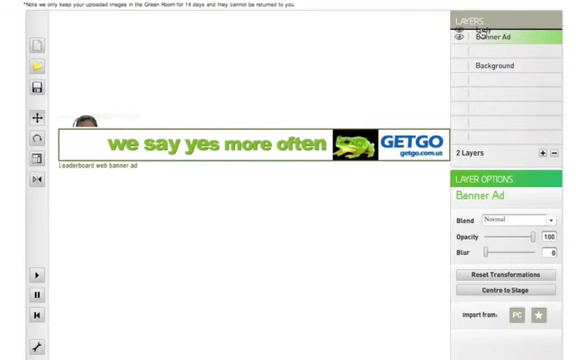 *Note we only keep your uploaded images in the Green Room for 14 days and they cannot be returned to you.
LAYERS
Banner Ad
Background
we say yes more often
GETGO
getgo.com.us
Leaderboard web banner ad
2 Layers
LAYER OPTIONS
Banner Ad
Blend
Normal
Opacity
100
Blur
0
Reset Transformations
Centre to Stage
Import from:
PC